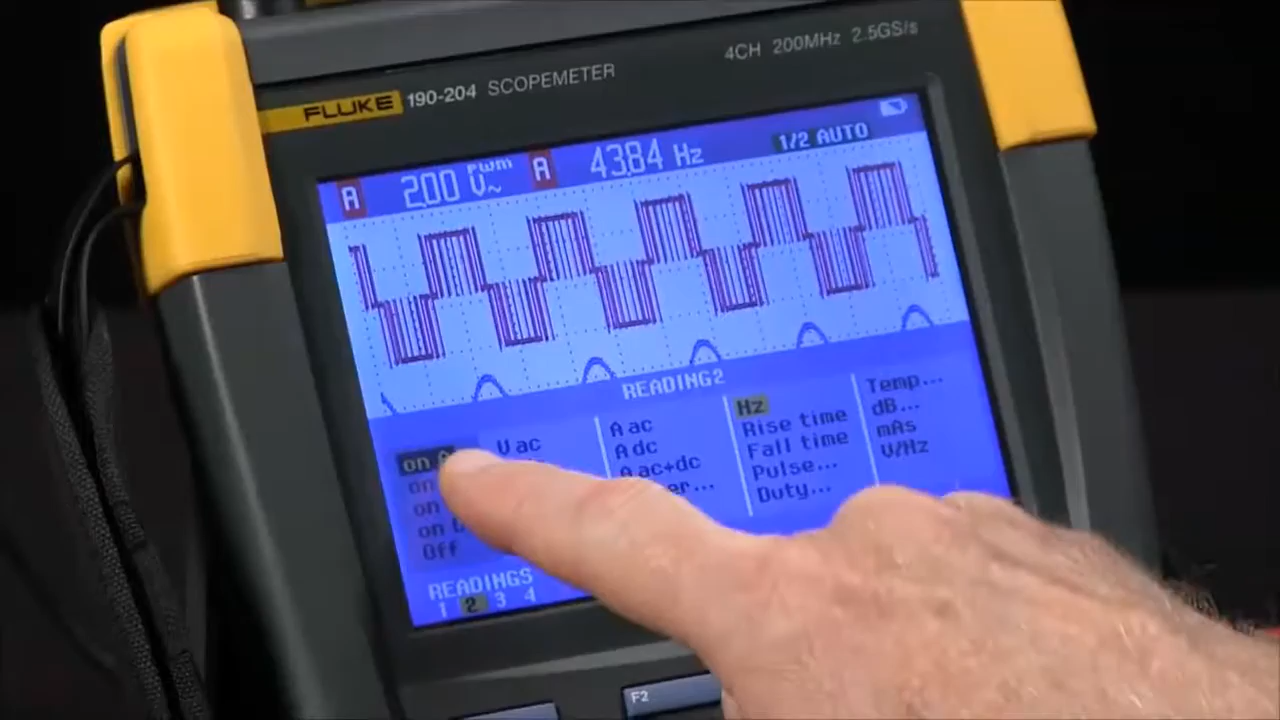 4CH 200MHz 2.5GS/s
FLUKE 190-204 SCOPEMETER
A 200 V~ PWM A 43.84 Hz 1/2 AUTO
READING2
on A
on
on
on
Off
V ac
A ac
A dc
A ac+dc
Hz
Rise time
Fall time
Pulse...
Duty...
Temp...
dB...
mAs
V/Hz
READINGS
1 2 3 4
F2